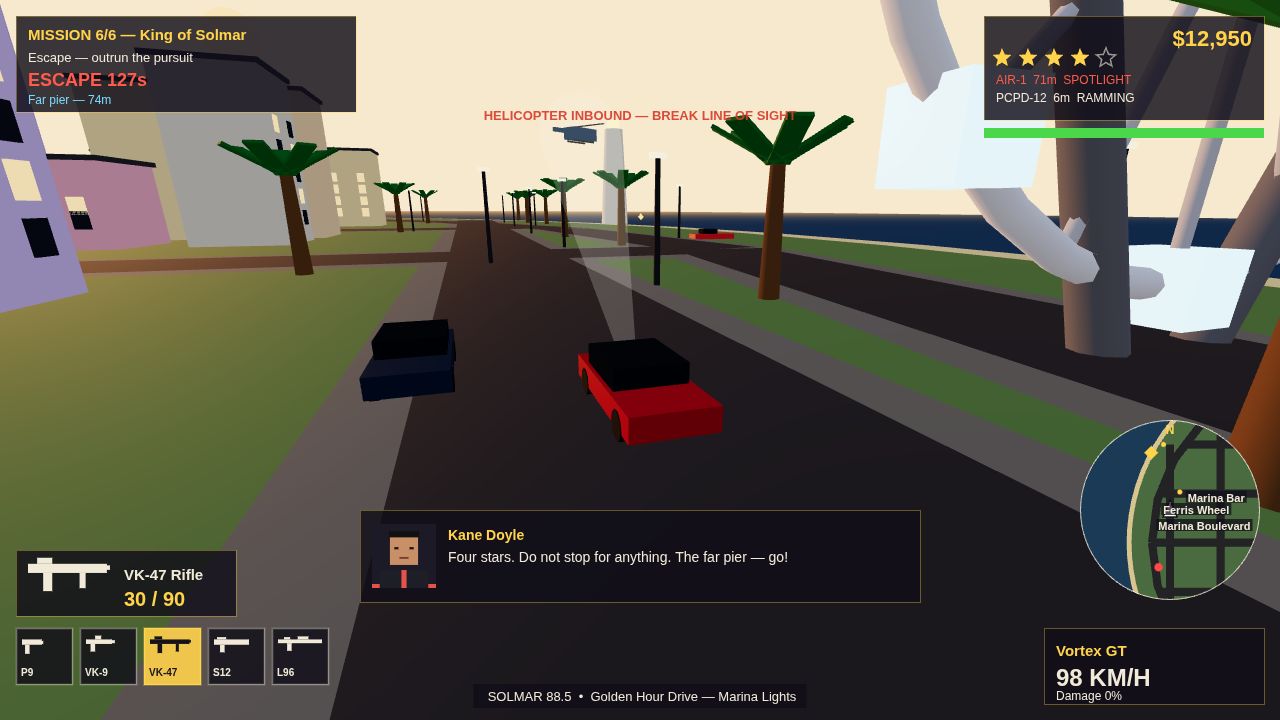 MISSION 6/6 — King of Solmar
Escape — outrun the pursuit
ESCAPE 127s
Far pier — 74m
HELICOPTER INBOUND — BREAK LINE OF SIGHT
$12,950
AIR-1 71m SPOTLIGHT
PCPD-12 6m RAMMING
N
Marina Bar
Ferris Wheel
Marina Boulevard
Kane Doyle
Four stars. Do not stop for anything. The far pier — go!
VK-47 Rifle
30 / 90
P9
VK-9
VK-47
S12
L96
SOLMAR 88.5 • Golden Hour Drive — Marina Lights
Vortex GT
98 KM/H
Damage 0%